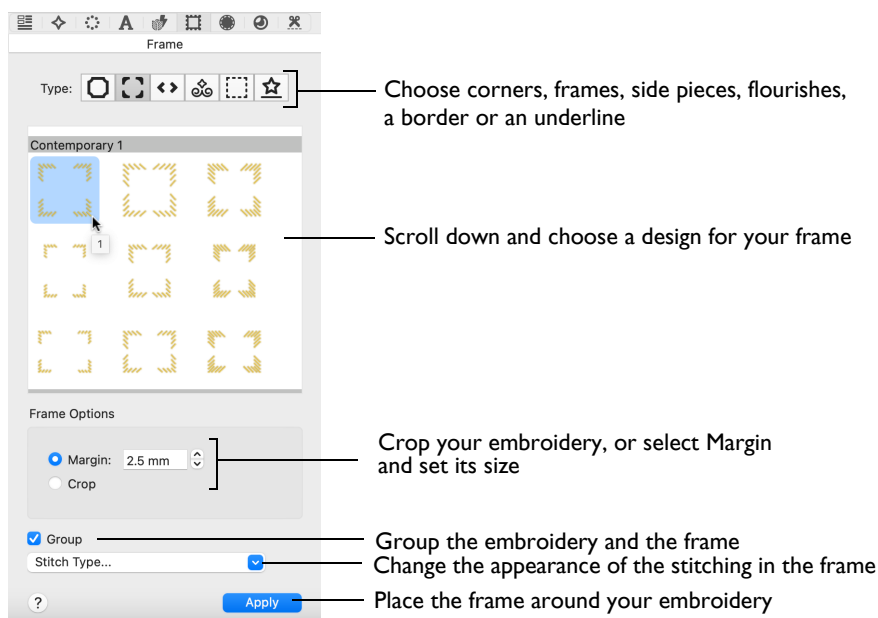 A
Frame
Type:
Choose corners, frames, side pieces, flourishes,
a border or an underline
Contemporary 1
1
Scroll down and choose a design for your frame
Frame Options
Margin: 2.5 mm
Crop
Crop your embroidery, or select Margin
and set its size
Group
Group the embroidery and the frame
Stitch Type...
Change the appearance of the stitching in the frame
?
Apply
Place the frame around your embroidery